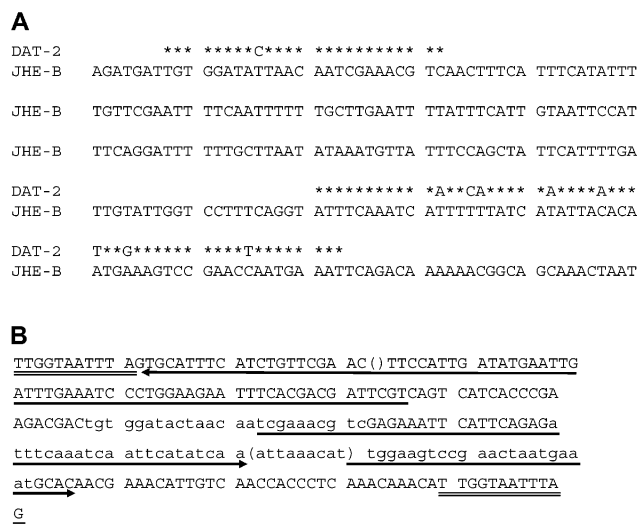 A
DAT-2 *** ******C**** ********** **
JHE-B AGATGATTGT GGATATTAAC AATCGAAACG TCAACTTTCA TTTCATATTT
JHE-B TGTTCGAATT TTCAATTTTT TGCTTGAATT TTATTTCATT GTAATTCCAT
JHE-B TTCAGGATTT TTTGCTTAAT ATAAATGTTA TTTCCAGCTA TTCATTTTGA
DAT-2 ********** *A**CA**** *A****A***
JHE-B TTGTATTGGT CCTTTCAGGT ATTTCAAATC ATTTTTTATC ATATTACACA
DAT-2 T**G****** ****T***** ***
JHE-B ATGAAAGTCC GAACCAATGA AATTCAGACA AAAAACGGCA GCAAACTAAT
B
TTGGTAATTT AGTGCATTTC ATCTGTTCGA AC()TTCCATTG ATATGAATTG
ATTTGAAATC CCTGGAAGAA TTTCACGACG ATTCGTCAGT CATCACCCGA
AGACGACtgt ggatactaac aatcgaaacg tcGAGAAATT CATTCAGAGa
tttcaaatca attcatatca a(attaaacat) tggaagtccg aactaatgaa
atGCACAACG AAACATTGTC AACCACCCTC AAACAAACAT TGGTAATTTA
G